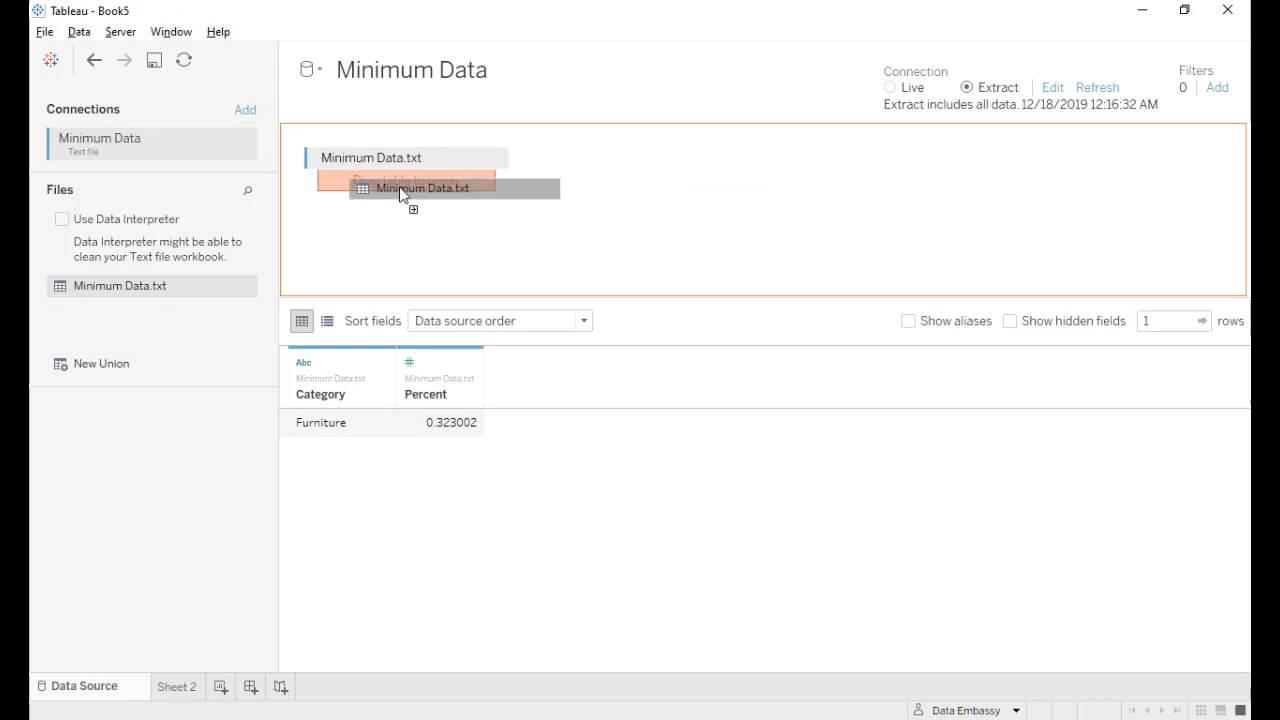 Tableau - Book5
File Data Server Window Help
Connections Add
Minimum Data
Text file
Files
Use Data Interpreter
Data Interpreter might be able to
clean your Text file workbook.
Minimum Data.txt
New Union
Minimum Data
Connection
Live Extract Edit Refresh
Extract includes all data. 12/18/2019 12:16:32 AM
Filters
0 Add
Minimum Data.txt
Minimum Data.txt
Sort fields Data source order
Show aliases Show hidden fields 1 rows
Abc #
Minimum Data.txt Minimum Data.txt
Category Percent
Furniture 0.323002
Data Source Sheet 2
Data Embassy